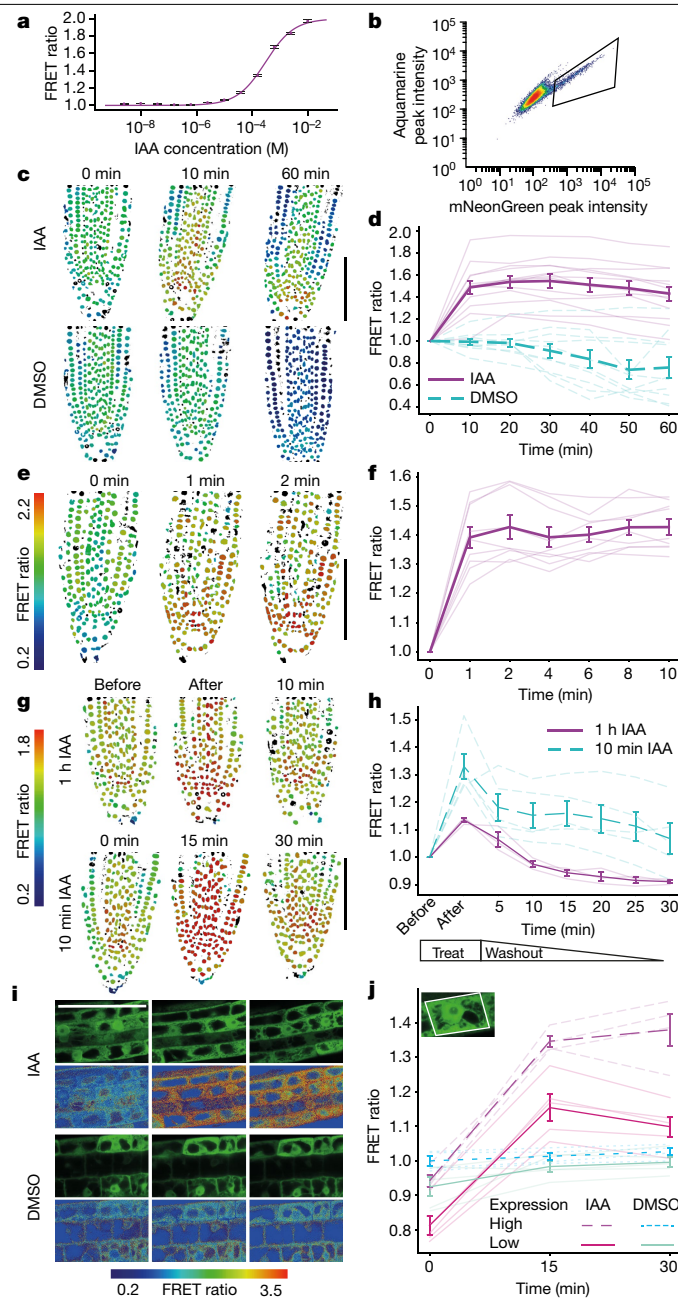 a
2.0
1.8
1.6
1.4
1.2
1.0
FRET ratio
10⁻⁸ 10⁻⁶ 10⁻⁴ 10⁻²
IAA concentration (M)
b
10⁵
10⁴
10³
10²
10¹
10⁰
Aquamarine
peak intensity
10⁰ 10¹ 10² 10³ 10⁴ 10⁵
mNeonGreen peak intensity
c
0 min 10 min 60 min
IAA
DMSO
d
2.0
1.8
1.6
1.4
1.2
1.0
0.8
0.6
0.4
FRET ratio
IAA
DMSO
0 10 20 30 40 50 60
Time (min)
e
0 min 1 min 2 min
2.2
FRET ratio
0.2
f
1.6
1.5
1.4
1.3
1.2
1.1
1.0
FRET ratio
0 1 2 4 6 8 10
Time (min)
g
Before After 10 min
1 h IAA
1.8
FRET ratio
0.2
0 min 15 min 30 min
10 min IAA
h
1.5
1.4
1.3
1.2
1.1
1.0
0.9
FRET ratio
1 h IAA
10 min IAA
Before After 5 10 15 20 25 30
Time (min)
Treat Washout
i
IAA
DMSO
0.2 FRET ratio 3.5
j
1.4
1.3
1.2
1.1
1.0
0.9
0.8
FRET ratio
Expression IAA DMSO
High
Low
0 15 30
Time (min)